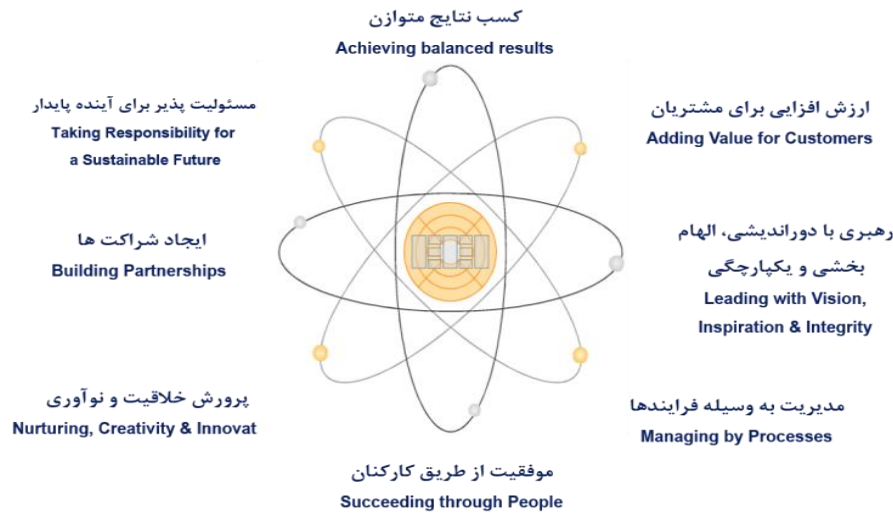 کسب نتایج متوازن
Achieving balanced results
ارزش افزایی برای مشتریان
Adding Value for Customers
رهبری با دوراندیشی، الهام
بخشی و یکپارچگی
Leading with Vision,
Inspiration & Integrity
مدیریت به وسیله فرایندها
Managing by Processes
موفقیت از طریق کارکنان
Succeeding through People
پرورش خلاقیت و نوآوری
Nurturing, Creativity & Innovat
ایجاد شراکت ها
Building Partnerships
مسئولیت پذیر برای آینده پایدار
Taking Responsibility for
a Sustainable Future